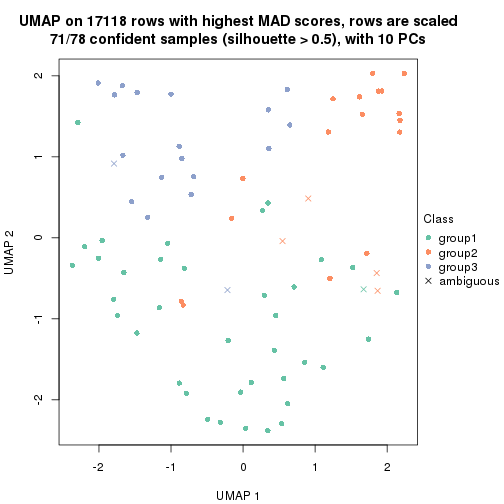 UMAP on 17118 rows with highest MAD scores, rows are scaled
71/78 confident samples (silhouette > 0.5), with 10 PCs
2
1
0
-1
-2
UMAP 2
-2
-1
0
1
2
UMAP 1
Class
group1
group2
group3
ambiguous